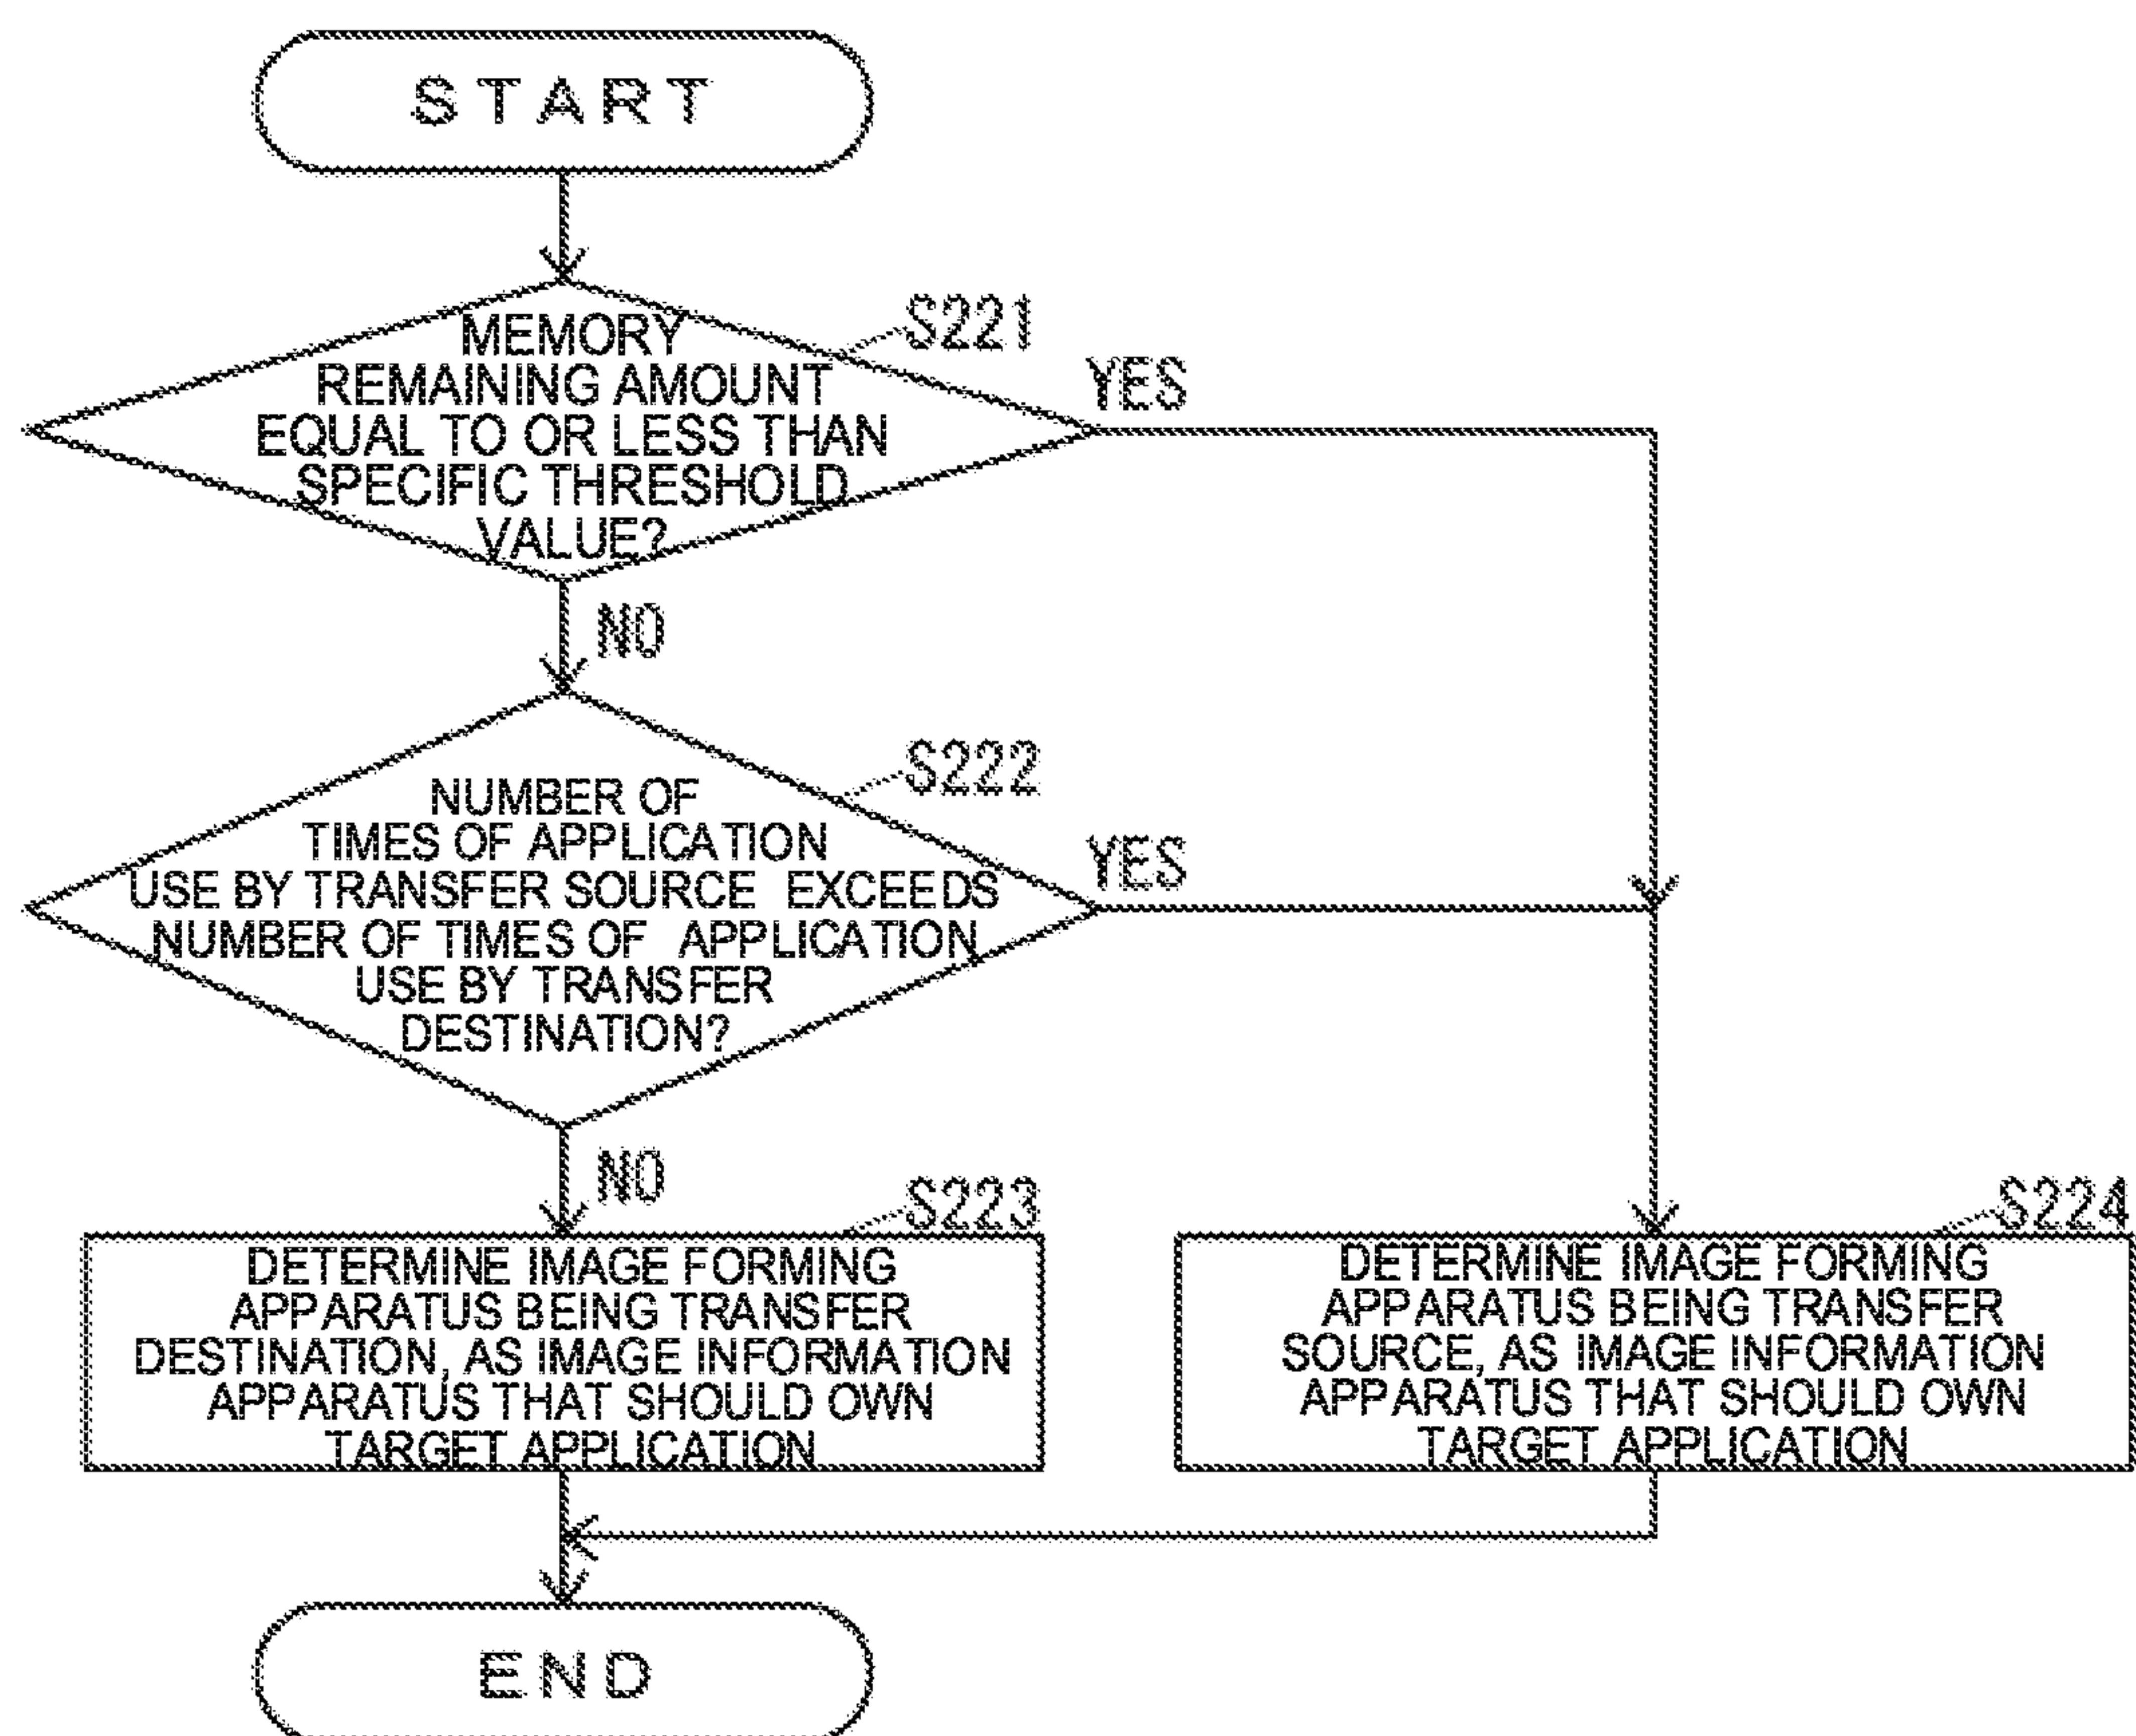 START
S221
MEMORY
REMAINING AMOUNT
EQUAL TO OR LESS THAN
SPECIFIC THRESHOLD
VALUE?
YES
NO
S222
NUMBER OF
TIMES OF APPLICATION
USE BY TRANSFER SOURCE EXCEEDS
NUMBER OF TIMES OF APPLICATION
USE BY TRANSFER
DESTINATION?
YES
NO
S223
DETERMINE IMAGE FORMING
APPARATUS BEING TRANSFER
DESTINATION, AS IMAGE INFORMATION
APPARATUS THAT SHOULD OWN
TARGET APPLICATION
S224
DETERMINE IMAGE FORMING
APPARATUS BEING TRANSFER
SOURCE, AS IMAGE INFORMATION
APPARATUS THAT SHOULD OWN
TARGET APPLICATION
END